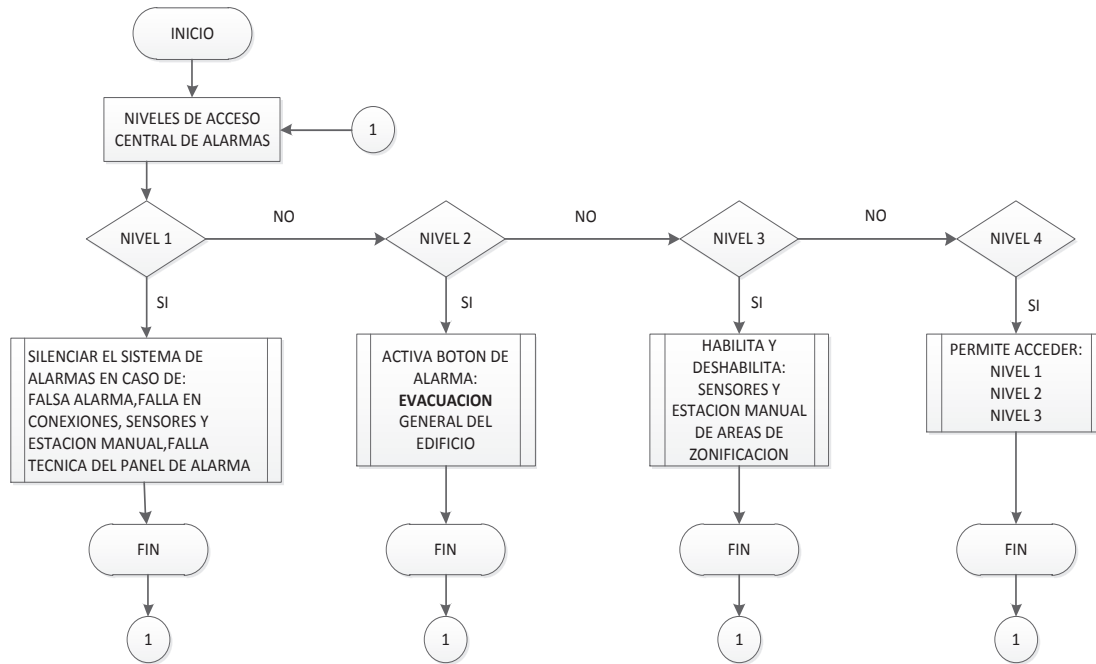 INICIO
NIVELES DE ACCESO
CENTRAL DE ALARMAS
1
NIVEL 1
NO
NIVEL 2
NO
NIVEL 3
NO
NIVEL 4
SI
SI
SI
SI
SILENCIAR EL SISTEMA DE
ALARMAS EN CASO DE:
FALSA ALARMA,FALLA EN
CONEXIONES, SENSORES Y
ESTACION MANUAL,FALLA
TECNICA DEL PANEL DE ALARMA
ACTIVA BOTON DE
ALARMA:
EVACUACION
GENERAL DEL
EDIFICIO
HABILITA Y
DESHABILITA:
SENSORES Y
ESTACION MANUAL
DE AREAS DE
ZONIFICACION
PERMITE ACCEDER:
NIVEL 1
NIVEL 2
NIVEL 3
FIN
FIN
FIN
FIN
1
1
1
1